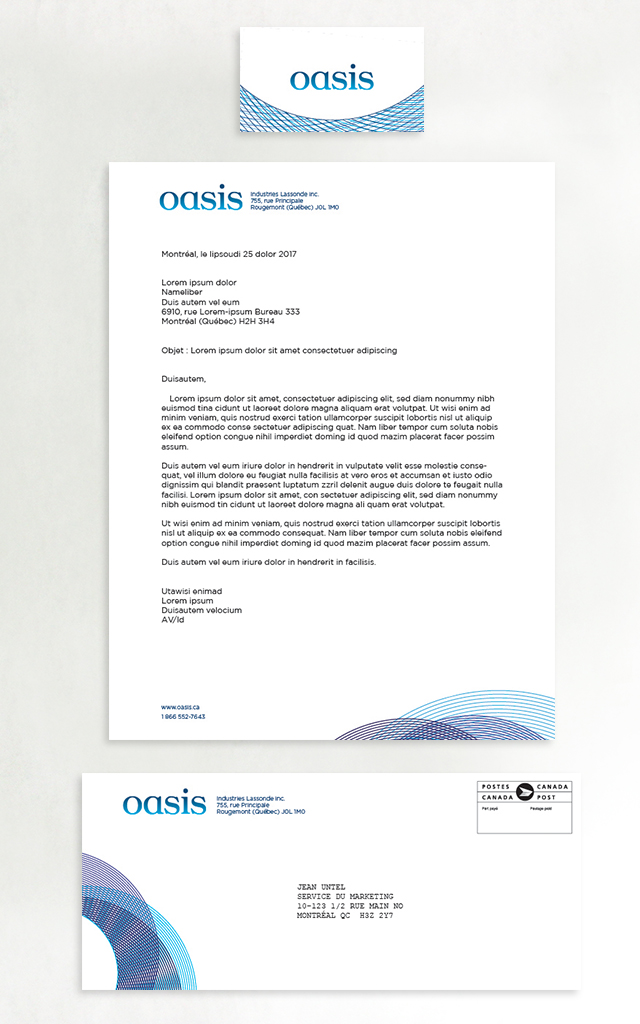 oasis
oasis
Industries Lassonde Inc.
755, rue Principale
Rougemont (Québec) J0L 1M0
Montréal, le lipsoudi 25 dolor 2017
Lorem ipsum dolor
Nameliber
Duis autem vel eum
6910, rue Lorem-ipsum Bureau 333
Montréal (Québec) H2H 3H4
Objet : Lorem ipsum dolor sit amet consectetuer adipiscing
Duisautem,
Lorem ipsum dolor sit amet, consectetuer adipiscing elit, sed diam nonummy nibh
euismod tina cidunt ut laoreet dolore magna aliquam erat volutpat. Ut wisi enim ad
minim veniam, quis nostrud exerci tation ullamcorper suscipit lobortis nisl ut aliquip
ex ea commodo conse sectetuer adipiscing quat. Nam liber tempor cum soluta nobis
eleifend option congue nihil imperdiet doming id quod mazim placerat facer possim
assum.
Duis autem vel eum iriure dolor in hendrerit in vulputate velit esse molestie conse-
quat, vel illum dolore eu feugiat nulla facilisis at vero eros et accumsan et iusto odio
dignissim qui blandit praesent luptatum zzril delenit augue duis dolore te feugait nulla
facilisi. Lorem ipsum dolor sit amet, con sectetuer adipiscing elit, sed diam nonummy
nibh euismod tincidunt ut laoreet dolore magna ali quam erat volutpat.
Ut wisi enim ad minim veniam, quis nostrud exerci tation ullamcorper suscipit lobortis
nisl ut aliquip ex ea commodo consequat. Nam liber tempor cum soluta nobis eleifend
option congue nihil imperdiet doming id quod mazim placerat facer possim assum.
Duis autem vel eum iriure dolor in hendrerit in facilisis.
Utawisi enimad
Lorem ipsum
Duisautem velocium
AV/ld
www.oasis.ca
1 866 552-7643
oasis
Industries Lassonde Inc.
755, rue Principale
Rougemont (Québec) J0L 1M0
POSTES CANADA
CANADA POST
Port payé Postage paid
JEAN UNTEL
SERVICE DU MARKETING
10-123 1/2 RUE MAIN NO
MONTRÉAL QC H3Z 2Y7